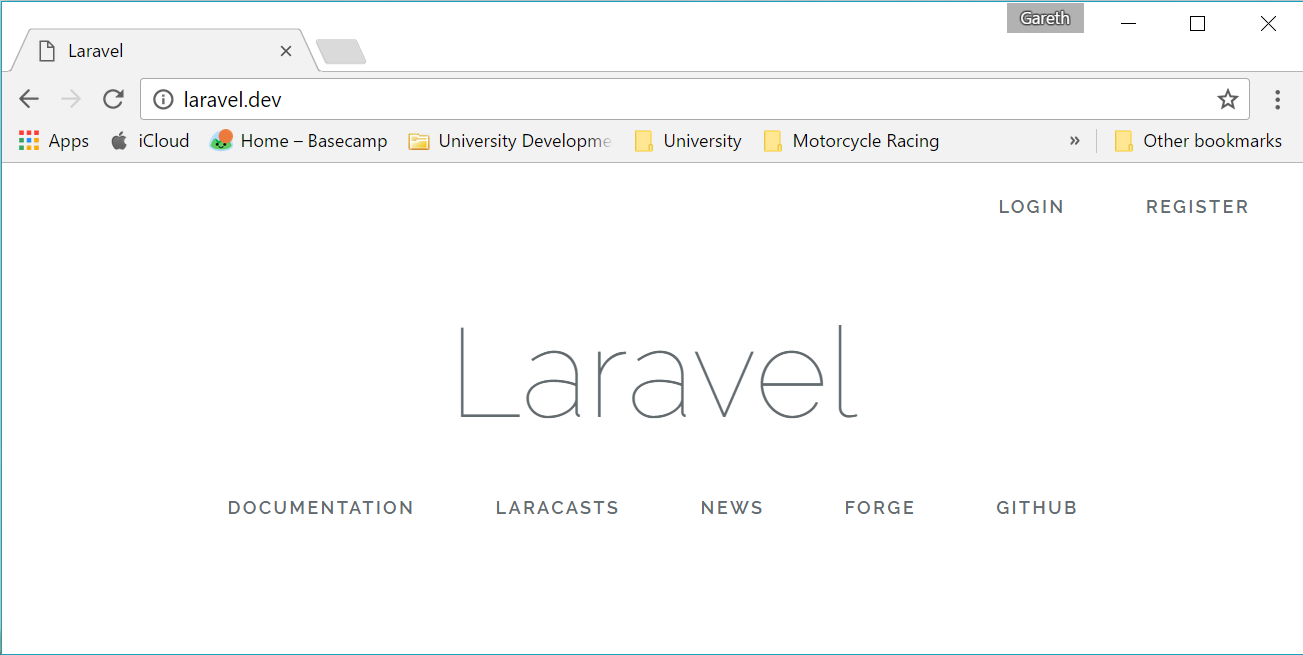 Gareth
Laravel
laravel.dev
Apps iCloud Home – Basecamp University Developme University Motorcycle Racing » Other bookmarks
LOGIN REGISTER
Laravel
DOCUMENTATION LARACASTS NEWS FORGE GITHUB